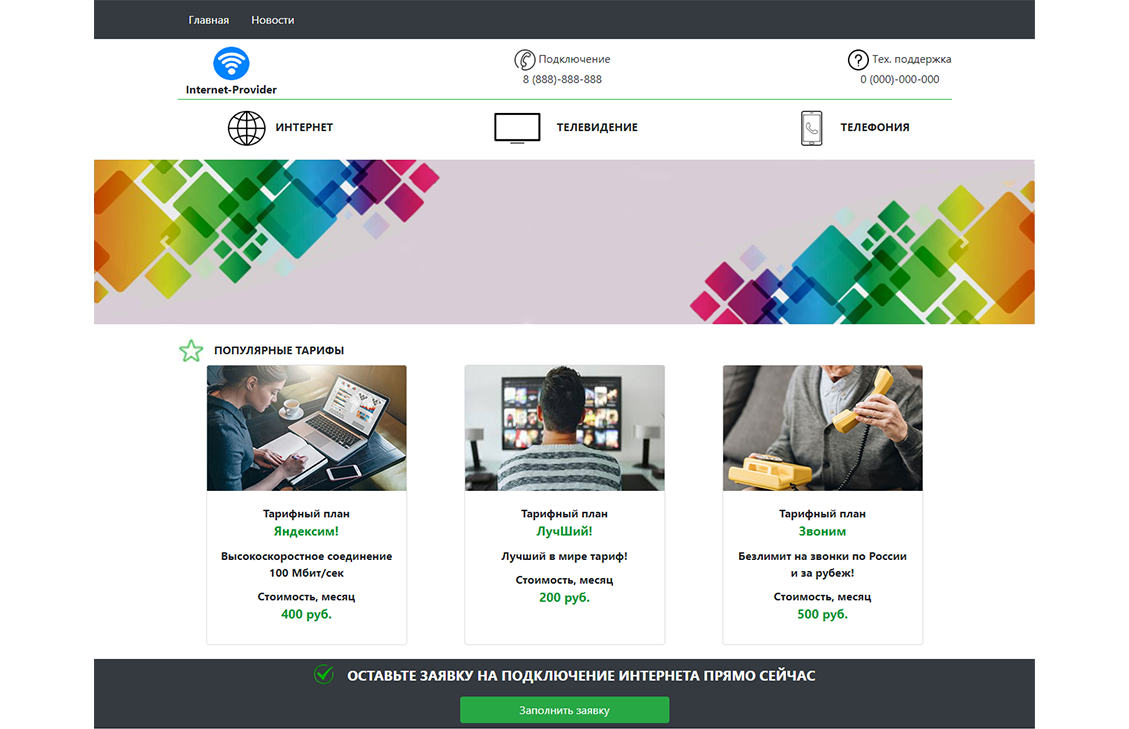 Главная Новости
Подключение
8 (888)-888-888
Тех. поддержка
0 (000)-000-000
Internet-Provider
ИНТЕРНЕТ
ТЕЛЕВИДЕНИЕ
ТЕЛЕФОНИЯ
ПОПУЛЯРНЫЕ ТАРИФЫ
Тарифный план
Яндексим!
Высокоскоростное соединение
100 Мбит/сек
Стоимость, месяц
400 руб.
Тарифный план
ЛучШий!
Лучший в мире тариф!
Стоимость, месяц
200 руб.
Тарифный план
Звоним
Безлимит на звонки по России
и за рубеж!
Стоимость, месяц
500 руб.
ОСТАВЬТЕ ЗАЯВКУ НА ПОДКЛЮЧЕНИЕ ИНТЕРНЕТА ПРЯМО СЕЙЧАС
Заполнить заявку